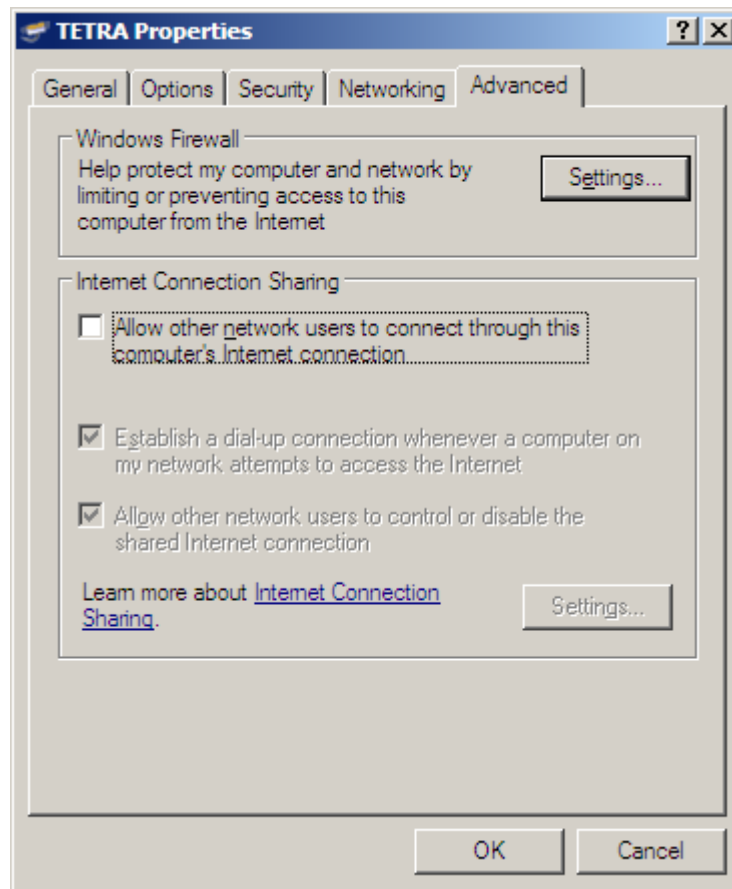 TETRA Properties
General Options Security Networking Advanced
Windows Firewall
Help protect my computer and network by
limiting or preventing access to this
computer from the Internet
Settings...
Internet Connection Sharing
Allow other network users to connect through this
computer's Internet connection
Establish a dial-up connection whenever a computer on
my network attempts to access the Internet
Allow other network users to control or disable the
shared Internet connection
Learn more about Internet Connection
Sharing.
Settings...
OK Cancel